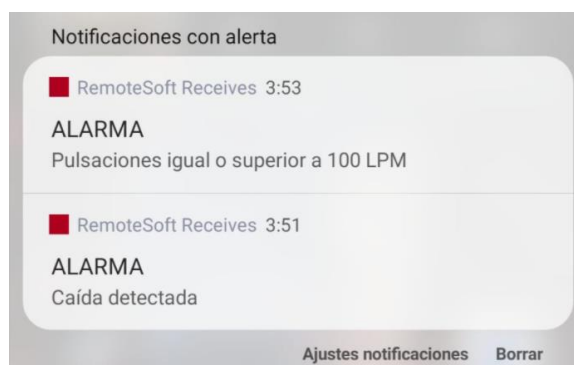 Notificaciones con alerta
RemoteSoft Receives 3:53
ALARMA
Pulsaciones igual o superior a 100 LPM
RemoteSoft Receives 3:51
ALARMA
Caída detectada
Ajustes notificaciones Borrar